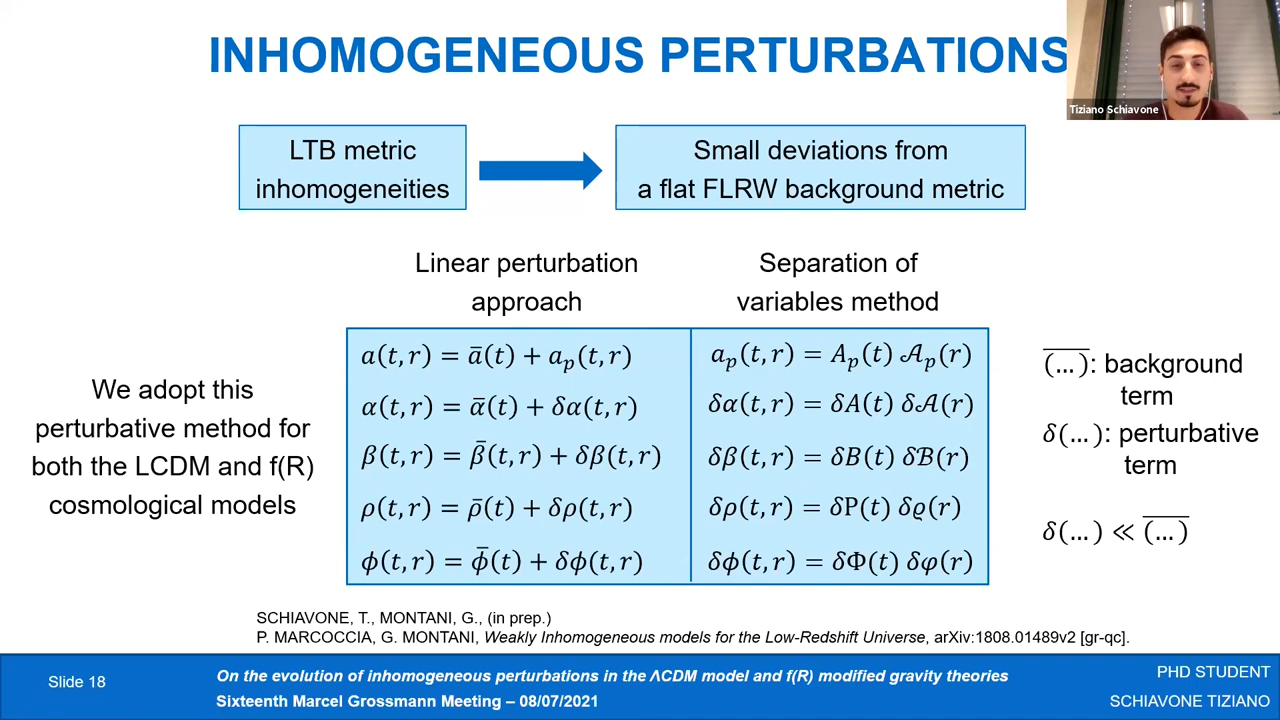 INHOMOGENEOUS PERTURBATIONS
Tiziano Schiavone
LTB metric
inhomogeneities
Small deviations from
a flat FLRW background metric
Linear perturbation
approach
Separation of
variables method
We adopt this
perturbative method for
both the LCDM and f(R)
cosmological models
a(t,r) = a̅(t) + aₚ(t,r)
α(t,r) = α̅(t) + δα(t,r)
β(t,r) = β̅(t,r) + δβ(t,r)
ρ(t,r) = ρ̅(t) + δρ(t,r)
ϕ(t,r) = ϕ̅(t) + δϕ(t,r)
aₚ(t,r) = Aₚ(t) 𝒜ₚ(r)
δα(t,r) = δA(t) δ𝒜(r)
δβ(t,r) = δB(t) δℬ(r)
δρ(t,r) = δΡ(t) δϱ(r)
δϕ(t,r) = δΦ(t) δφ(r)
(...)̅: background
term
δ(...): perturbative
term
δ(...) ≪ (...)̅
SCHIAVONE, T., MONTANI, G., (in prep.)
P. MARCOCCIA, G. MONTANI, Weakly Inhomogeneous models for the Low-Redshift Universe, arXiv:1808.01489v2 [gr-qc].
Slide 18
On the evolution of inhomogeneous perturbations in the ΛCDM model and f(R) modified gravity theories
Sixteenth Marcel Grossmann Meeting – 08/07/2021
PHD STUDENT
SCHIAVONE TIZIANO